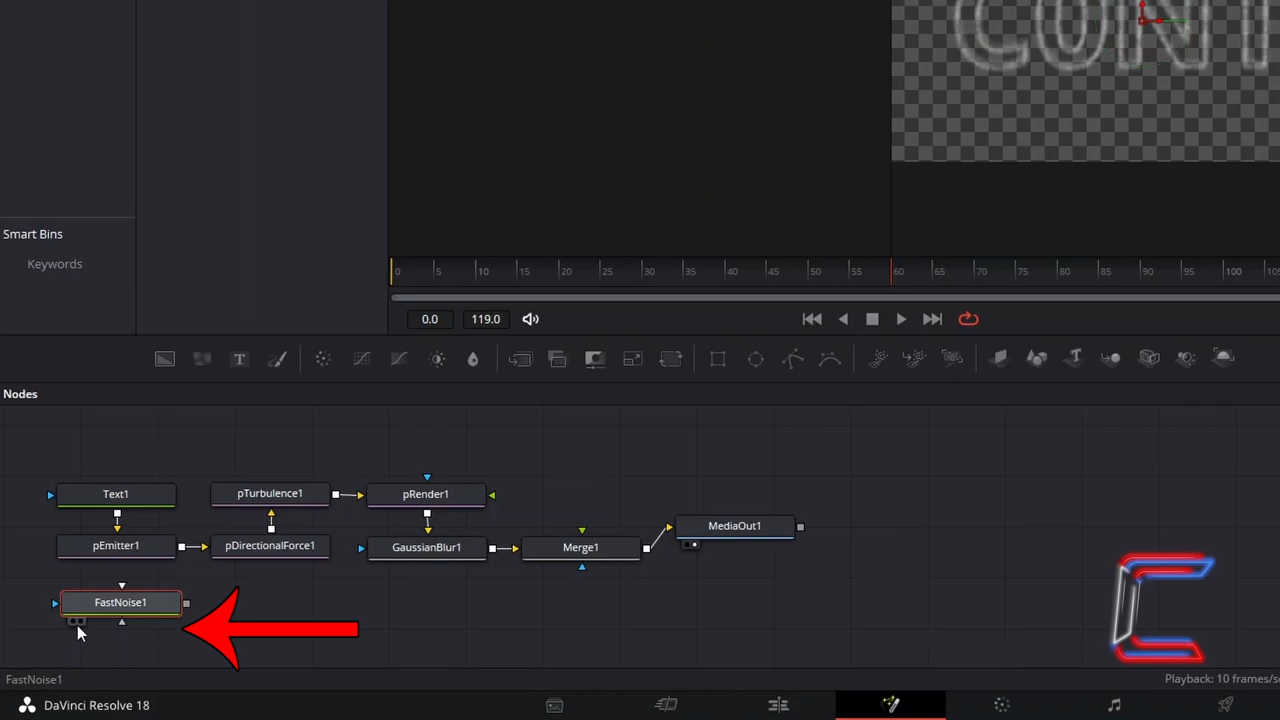 CONT
Smart Bins
Keywords
0 5 10 15 20 25 30 35 40 45 50 55 60 65 70 75 80 85 90 95 100 105
0.0 119.0
T
T
Nodes
Text1 pTurbulence1 pRender1
MediaOut1
pEmitter1 pDirectionalForce1 GaussianBlur1 Merge1
FastNoise1
FastNoise1 Playback: 10 frames/s
DaVinci Resolve 18